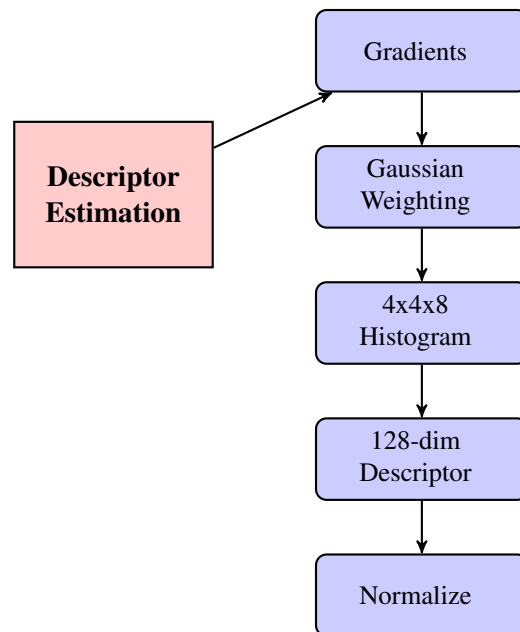 Gradients
Descriptor
Estimation
Gaussian
Weighting
4x4x8
Histogram
128-dim
Descriptor
Normalize